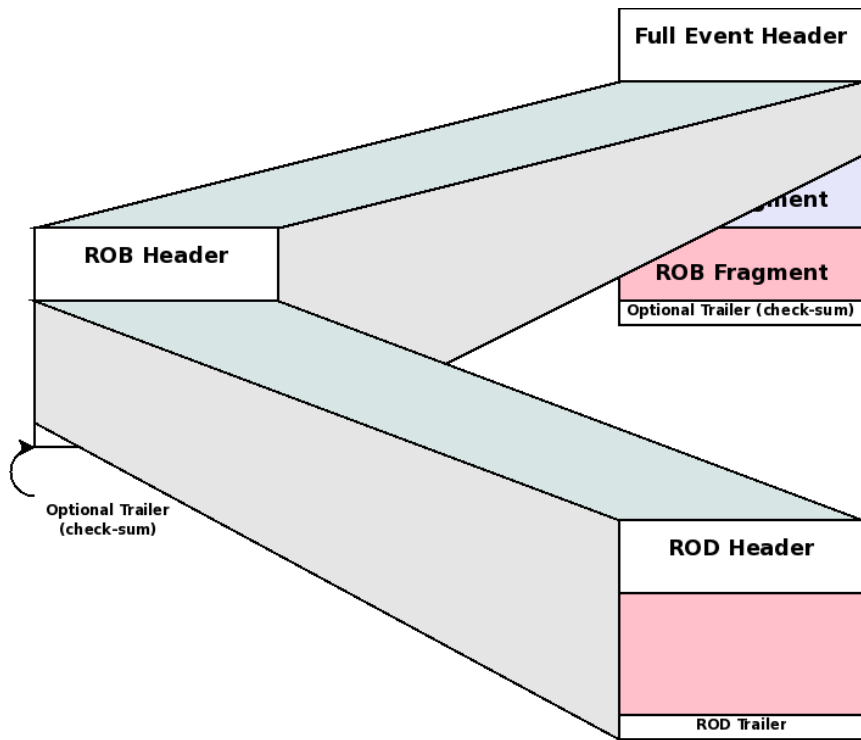 Full Event Header
ROB Header
ROB Fragment
Optional Trailer (check-sum)
Optional Trailer
(check-sum)
ROD Header
ROD Trailer